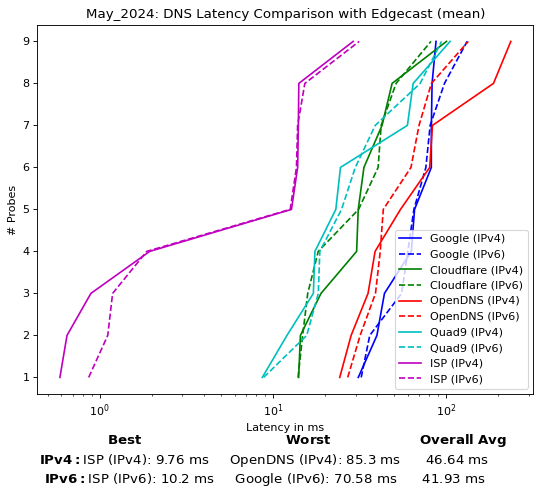 May_2024: DNS Latency Comparison with Edgecast (mean)
9
8
7
6
5
4
3
2
1
# Probes
Google (IPv4)
Google (IPv6)
Cloudflare (IPv4)
Cloudflare (IPv6)
OpenDNS (IPv4)
OpenDNS (IPv6)
Quad9 (IPv4)
Quad9 (IPv6)
ISP (IPv4)
ISP (IPv6)
10⁰ 10¹ 10²
Latency in ms
Best Worst Overall Avg
IPv4: ISP (IPv4): 9.76 ms OpenDNS (IPv4): 85.3 ms 46.64 ms
IPv6: ISP (IPv6): 10.2 ms Google (IPv6): 70.58 ms 41.93 ms